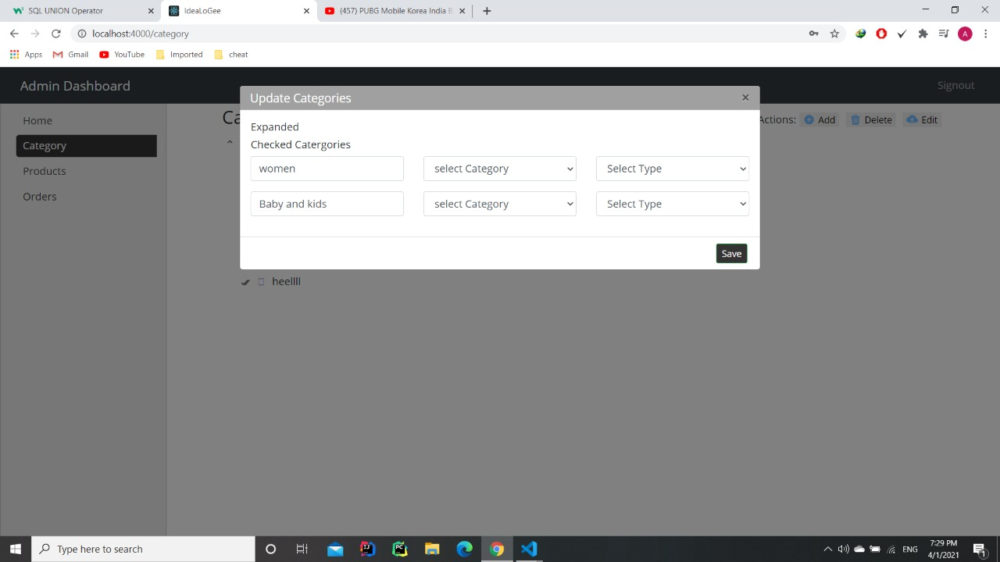 SQL UNION Operator
IdeaLoGee
(457) PUBG Mobile Korea India B
localhost:4000/category
A
Apps
Gmail
YouTube
Imported
cheat
Admin Dashboard
Signout
Update Categories
Home
Category
Products
Orders
Ca
Actions:
Add
Delete
Edit
Expanded
Checked Catergories
women
select Category
Select Type
Baby and kids
select Category
Select Type
Save
heellll
Type here to search
ENG
7:29 PM
4/1/2021
1